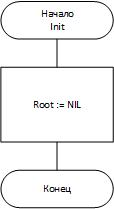 Начало
Init
Root := NIL
Конец